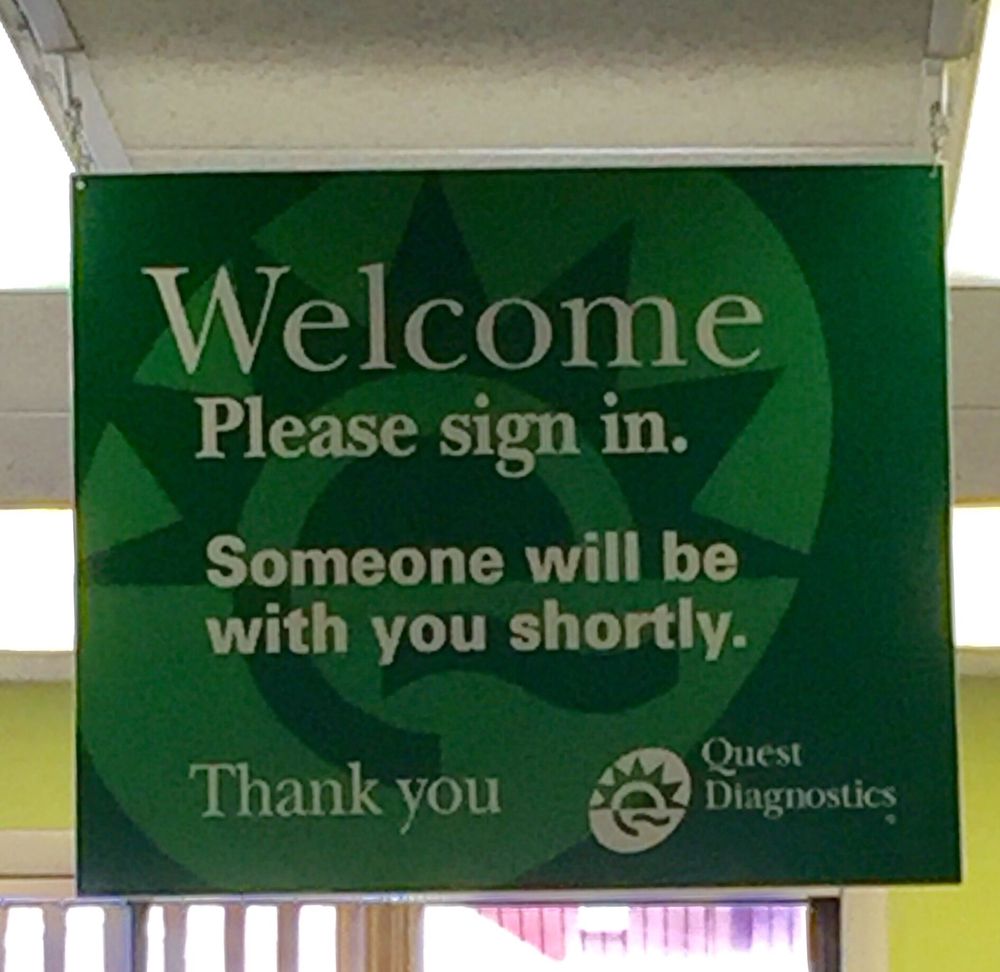 Welcome
Please sign in.
Someone will be
with you shortly.
Thank you
Quest
Diagnostics